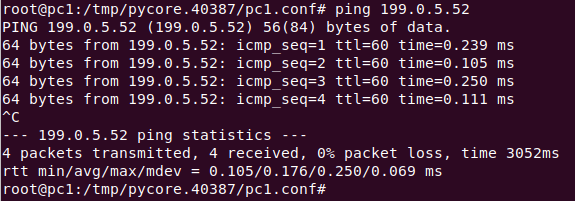 root@pc1:/tmp/pycore.40387/pc1.conf# ping 199.0.5.52
PING 199.0.5.52 (199.0.5.52) 56(84) bytes of data.
64 bytes from 199.0.5.52: icmp_seq=1 ttl=60 time=0.239 ms
64 bytes from 199.0.5.52: icmp_seq=2 ttl=60 time=0.105 ms
64 bytes from 199.0.5.52: icmp_seq=3 ttl=60 time=0.250 ms
64 bytes from 199.0.5.52: icmp_seq=4 ttl=60 time=0.111 ms
^C
--- 199.0.5.52 ping statistics ---
4 packets transmitted, 4 received, 0% packet loss, time 3052ms
rtt min/avg/max/mdev = 0.105/0.176/0.250/0.069 ms
root@pc1:/tmp/pycore.40387/pc1.conf#